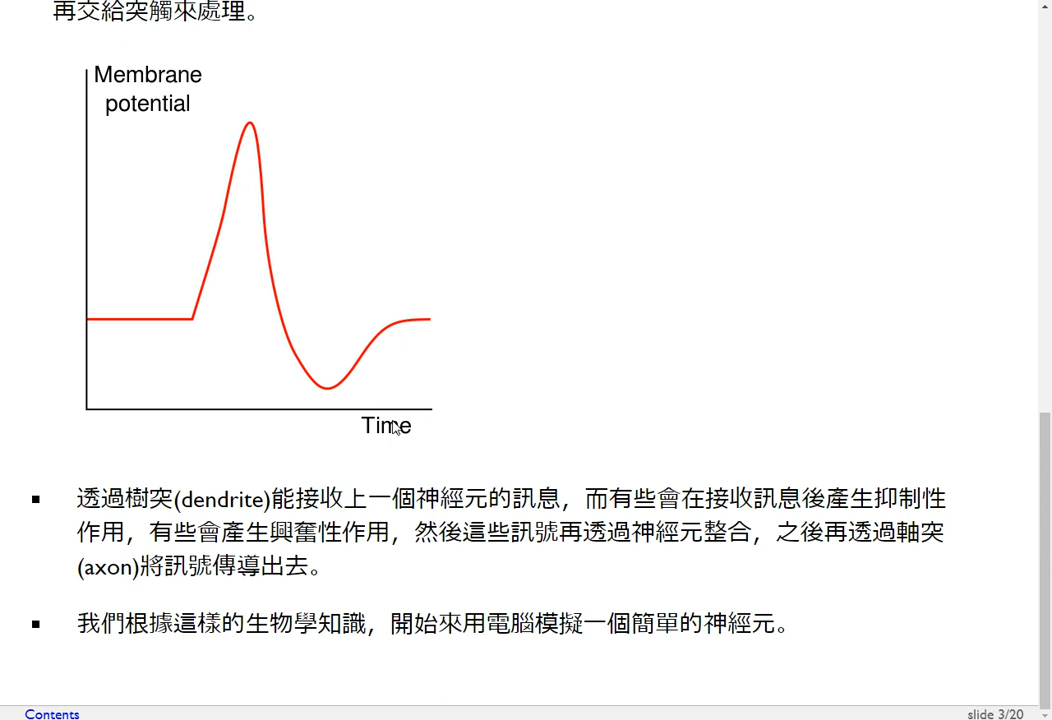 再交給突觸來處理。
Membrane
potential
Time
透過樹突(dendrite)能接收上一個神經元的訊息，而有些會在接收訊息後產生抑制性
作用，有些會產生興奮性作用，然後這些訊號再透過神經元整合，之後再透過軸突
(axon)將訊號傳導出去。
我們根據這樣的生物學知識，開始來用電腦模擬一個簡單的神經元。
Contents
slide 3/20